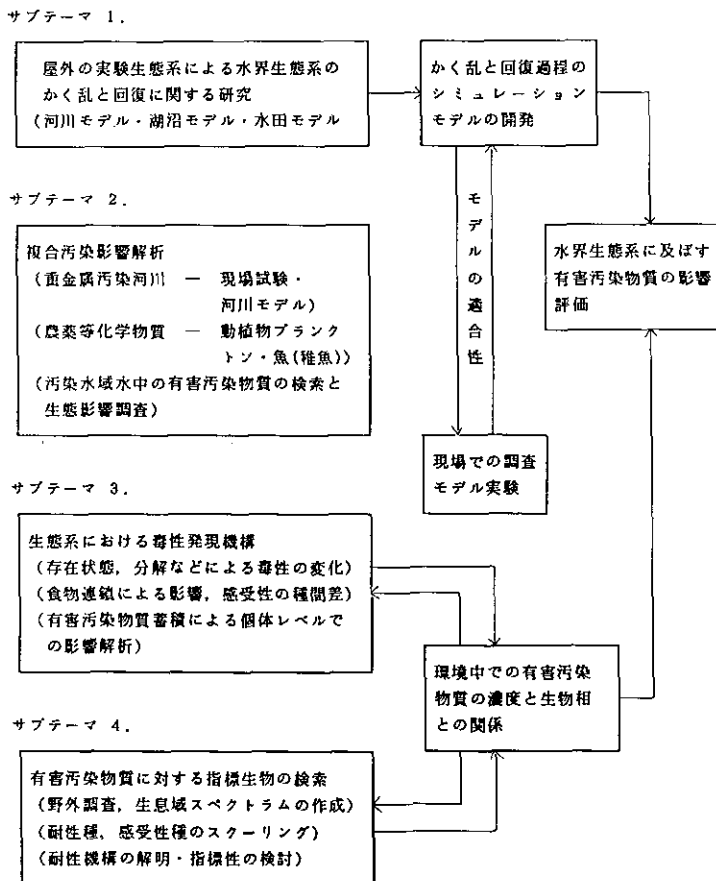 サブテーマ 1．
屋外の実験生態系による水界生態系の
かく乱と回復に関する研究
（河川モデル・湖沼モデル・水田モデル
かく乱と回復過程の
シミュレーション
モデルの開発
サブテーマ 2．
複合汚染影響解析
（重金属汚染河川 ― 現場試験・
河川モデル）
（農薬等化学物質 ― 動植物プランク
トン・魚(稚魚)）
（汚染水域水中の有害汚染物質の検索と
生態影響調査）
モデルの適合性
水界生態系に及ぼす
有害汚染物質の影響
評価
現場での調査
モデル実験
サブテーマ 3．
生態系における毒性発現機構
（存在状態，分解などによる毒性の変化）
（食物連鎖による影響，感受性の種間差）
（有害汚染物質蓄積による個体レベルで
の影響解析）
環境中での有害汚染
物質の濃度と生物相
との関係
サブテーマ 4．
有害汚染物質に対する指標生物の検索
（野外調査，生息域スペクトラムの作成）
（耐性種，感受性種のスクーリング）
（耐性機構の解明・指標性の検討）